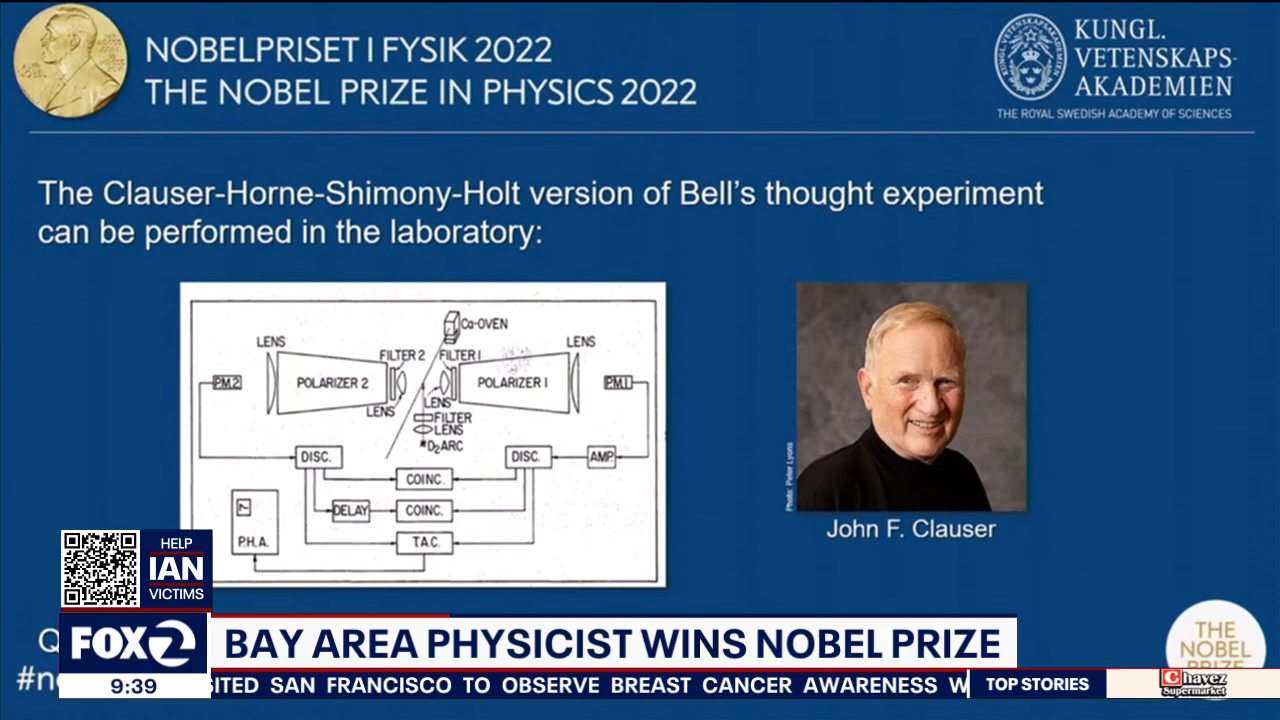 NOBELPRISET I FYSIK 2022
THE NOBEL PRIZE IN PHYSICS 2022
KUNGL.
VETENSKAPS-
AKADEMIEN
THE ROYAL SWEDISH ACADEMY OF SCIENCES
The Clauser-Horne-Shimony-Holt version of Bell's thought experiment
can be performed in the laboratory:
Ca-OVEN
LENS
LENS
FILTER 2
FILTER 1
P.M.2
POLARIZER 2
POLARIZER 1
P.M.1
LENS
LENS
FILTER
LENS
D2 ARC
DISC.
DISC.
AMP.
COINC.
DELAY
COINC.
P.H.A.
T.A.C.
Photo: Peter Lyons
John F. Clauser
HELP
IAN
VICTIMS
FOX 2
BAY AREA PHYSICIST WINS NOBEL PRIZE
THE
NOBEL
PRIZE
9:39
SAN FRANCISCO TO OBSERVE BREAST CANCER AWARENESS
TOP STORIES
Chavez
Supermarket